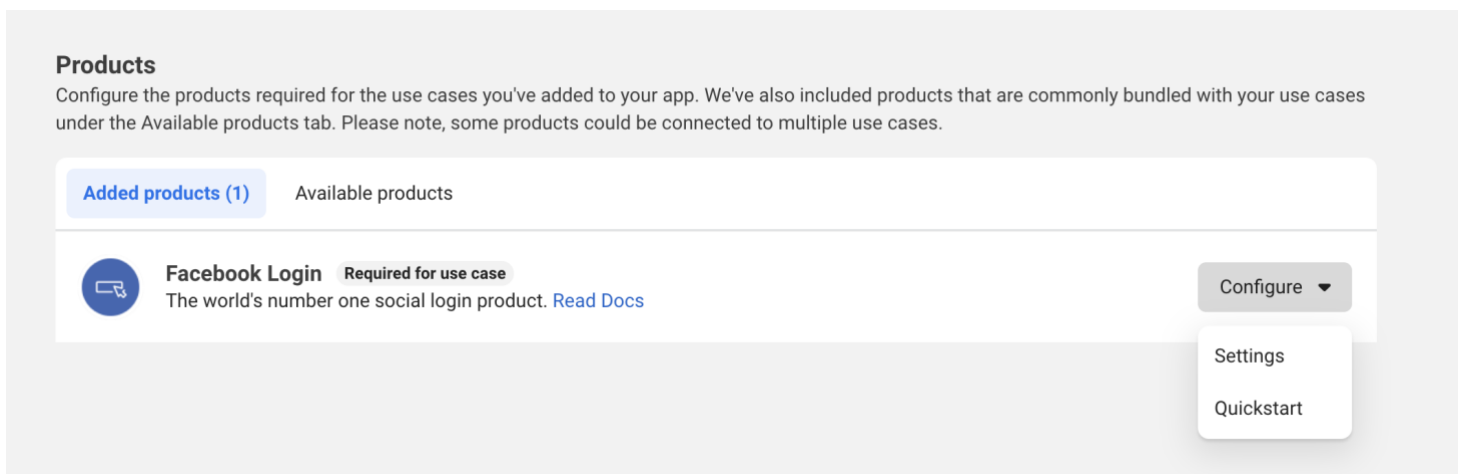 Products
Configure the products required for the use cases you've added to your app. We've also included products that are commonly bundled with your use cases
under the Available products tab. Please note, some products could be connected to multiple use cases.
Added products (1) Available products
Facebook Login Required for use case
The world's number one social login product. Read Docs
Configure
Settings
Quickstart